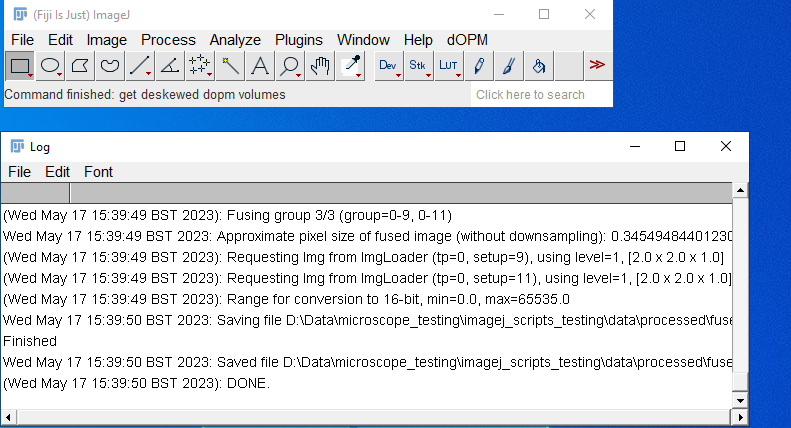 (Fiji Is Just) ImageJ
File Edit Image Process Analyze Plugins Window Help dOPM
Dev Stk LUT
Command finished: get deskewed dopm volumes Click here to search
Log
File Edit Font
(Wed May 17 15:39:49 BST 2023): Fusing group 3/3 (group=0-9, 0-11)
Wed May 17 15:39:49 BST 2023: Approximate pixel size of fused image (without downsampling): 0.34549484401230
(Wed May 17 15:39:49 BST 2023): Requesting Img from ImgLoader (tp=0, setup=9), using level=1, [2.0 x 2.0 x 1.0]
(Wed May 17 15:39:49 BST 2023): Requesting Img from ImgLoader (tp=0, setup=11), using level=1, [2.0 x 2.0 x 1.0]
(Wed May 17 15:39:49 BST 2023): Range for conversion to 16-bit, min=0.0, max=65535.0
Wed May 17 15:39:50 BST 2023: Saving file D:\Data\microscope_testing\imagej_scripts_testing\data\processed\fuse
Finished
Wed May 17 15:39:50 BST 2023: Saved file D:\Data\microscope_testing\imagej_scripts_testing\data\processed\fuse
(Wed May 17 15:39:50 BST 2023): DONE.